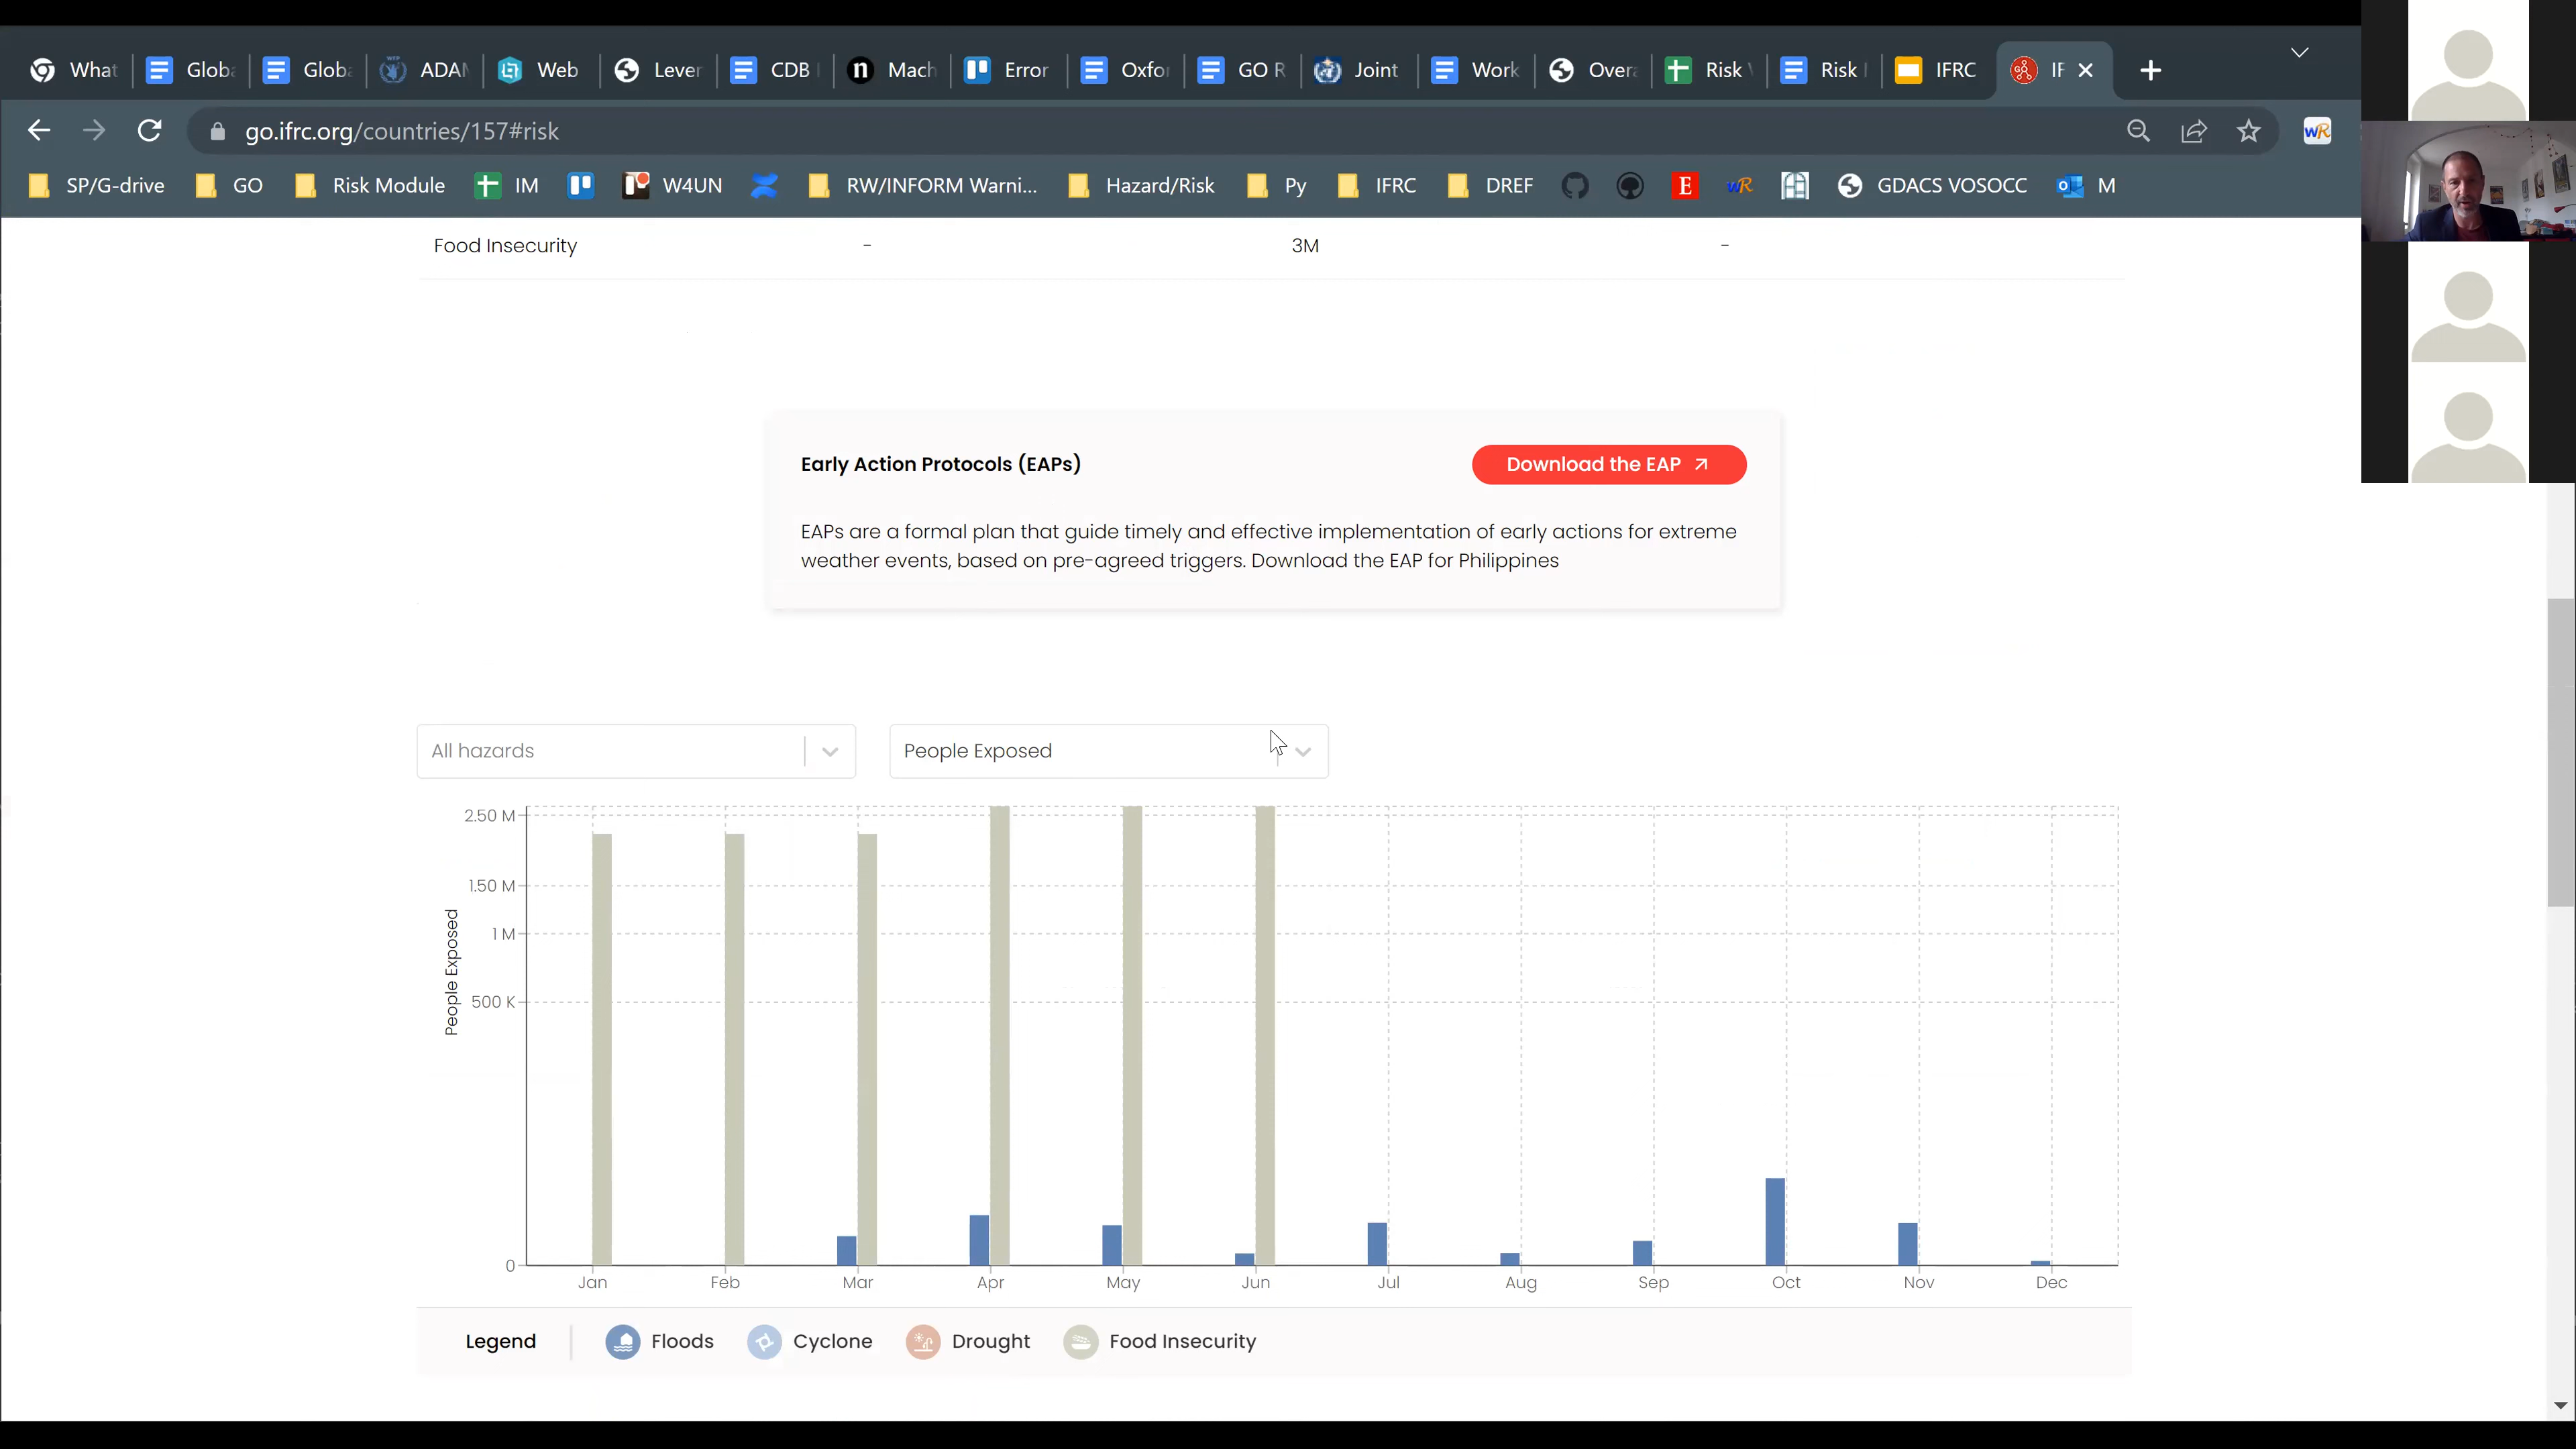 What Globa Globa ADAM Web Lever CDB Mach Error Oxfo GO R Joint Work Overa Risk Risk IFRC IF
go.ifrc.org/countries/157#risk wR
SP/G-drive GO Risk Module IM W4UN RW/INFORM Warni... Hazard/Risk Py IFRC DREF E wR GDACS VOSOCC M
Food Insecurity - 3M -
Early Action Protocols (EAPs)
Download the EAP
EAPs are a formal plan that guide timely and effective implementation of early actions for extreme
weather events, based on pre-agreed triggers. Download the EAP for Philippines
All hazards
People Exposed
People Exposed
2.50 M
1.50 M
1 M
500 K
0
Jan Feb Mar Apr May Jun Jul Aug Sep Oct Nov Dec
Legend Floods Cyclone Drought Food Insecurity